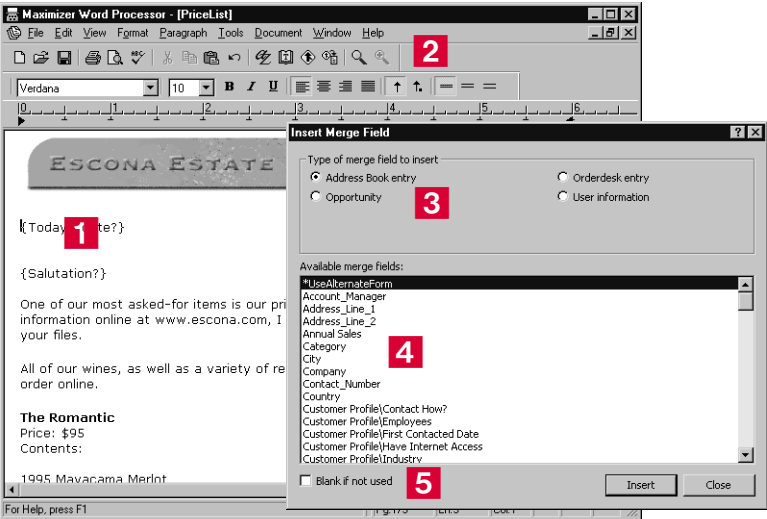 Maximizer Word Processor - [PriceList]
File Edit View Format Paragraph Tools Document Window Help
2
Verdana 10 B I U
0 1 2 3 4 5 6
ESCONA ESTATE
1
{Today
te?}
{Salutation?}
One of our most asked-for items is our pri
information online at www.escona.com, I
your files.
All of our wines, as well as a variety of re
order online.
The Romantic
Price: $95
Contents:
1995 Mayacama Merlot
For Help, press F1
Insert Merge Field
Type of merge field to insert
Address Book entry
Orderdesk entry
Opportunity
3
User information
Available merge fields:
*UseAlternateForm
Account_Manager
Address_Line_1
Address_Line_2
Annual Sales
Category
4
City
Company
Contact_Number
Country
Customer Profile\Contact How?
Customer Profile\Employees
Customer Profile\First Contacted Date
Customer Profile\Have Internet Access
Customer Profile\Industry
Blank if not used
5
Insert
Close